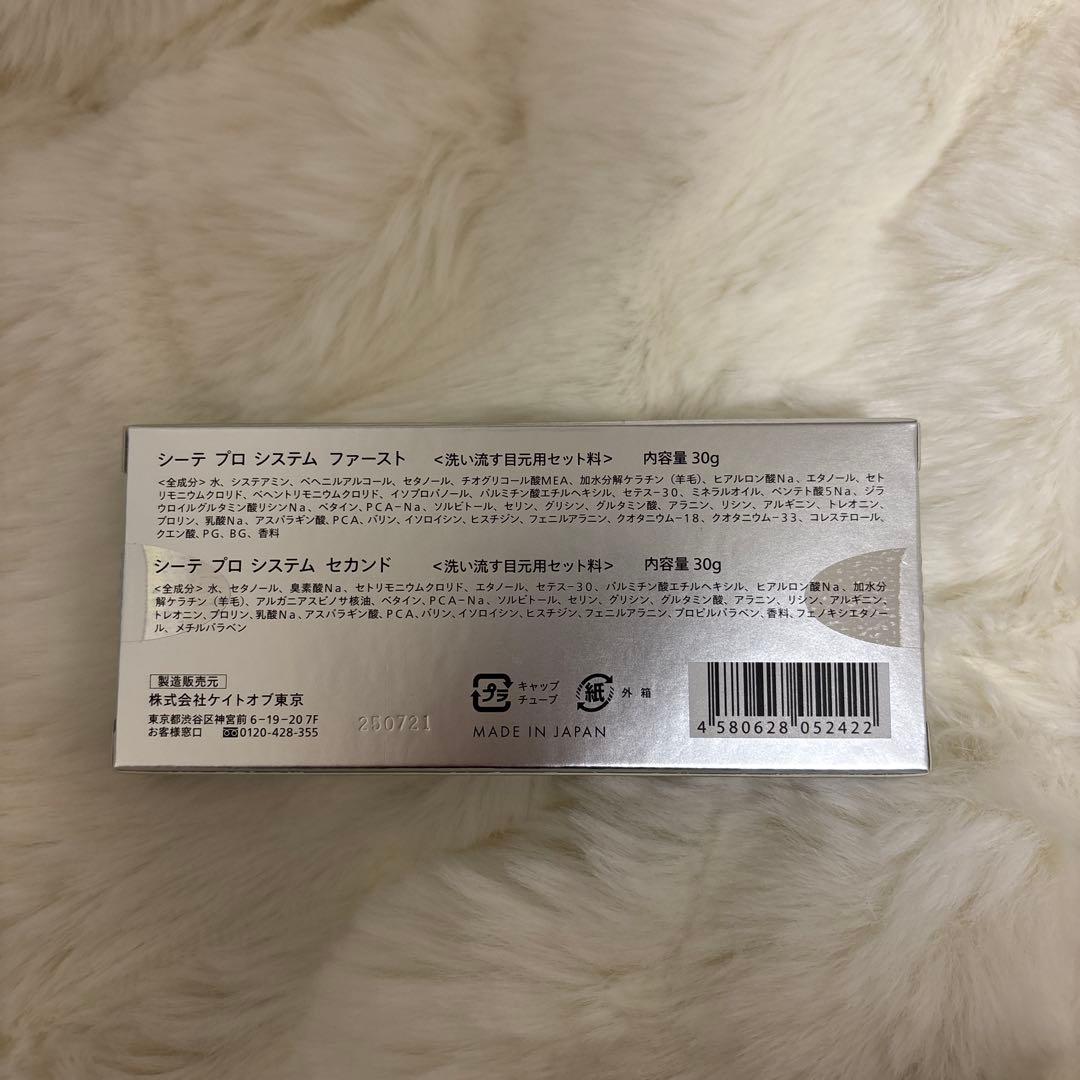 シーテ プロ システム ファースト <洗い流す目元用セット料> 内容量 30g
<全成分> 水、システアミン、ベヘニルアルコール、セタノール、チオグリコール酸MEA、加水分解ケラチン（羊毛）、ヒアルロン酸Na、エタノール、セト
リモニウムクロリド、ベヘントリモニウムクロリド、イソプロパノール、パルミチン酸エチルヘキシル、セテス-30、ミネラルオイル、ペンテト酸5Na、ジラ
ウロイルグルタミン酸リシンNa、ベタイン、PCA-Na、ソルビトール、セリン、グリシン、グルタミン酸、アラニン、リシン、アルギニン、トレオニン、
プロリン、乳酸Na、アスパラギン酸、PCA、バリン、イソロイシン、ヒスチジン、フェニルアラニン、クオタニウム-18、クオタニウム-33、コレステロール、
クエン酸、PG、BG、香料
シーテ プロ システム セカンド <洗い流す目元用セット料> 内容量 30g
<全成分> 水、セタノール、臭素酸Na、セトリモニウムクロリド、エタノール、セテス-30、パルミチン酸エチルヘキシル、ヒアルロン酸Na、加水
分解ケラチン（羊毛）、アルガニアスピノサ核油、ベタイン、PCA-Na、ソルビトール、セリン、グリシン、グルタミン酸、アラニン、リシン、アルギニン、
トレオニン、プロリン、乳酸Na、アスパラギン酸、PCA、バリン、イソロイシン、ヒスチジン、フェニルアラニン、プロピルパラベン、香料、フェノキシエタノー
ル、メチルパラベン
製造販売元
株式会社ケイトオブ東京
東京都渋谷区神宮前6-19-20 7F
お客様窓口 0120-428-355
250721
プラ キャップ
チューブ
紙 外箱
MADE IN JAPAN
4 580628 052422